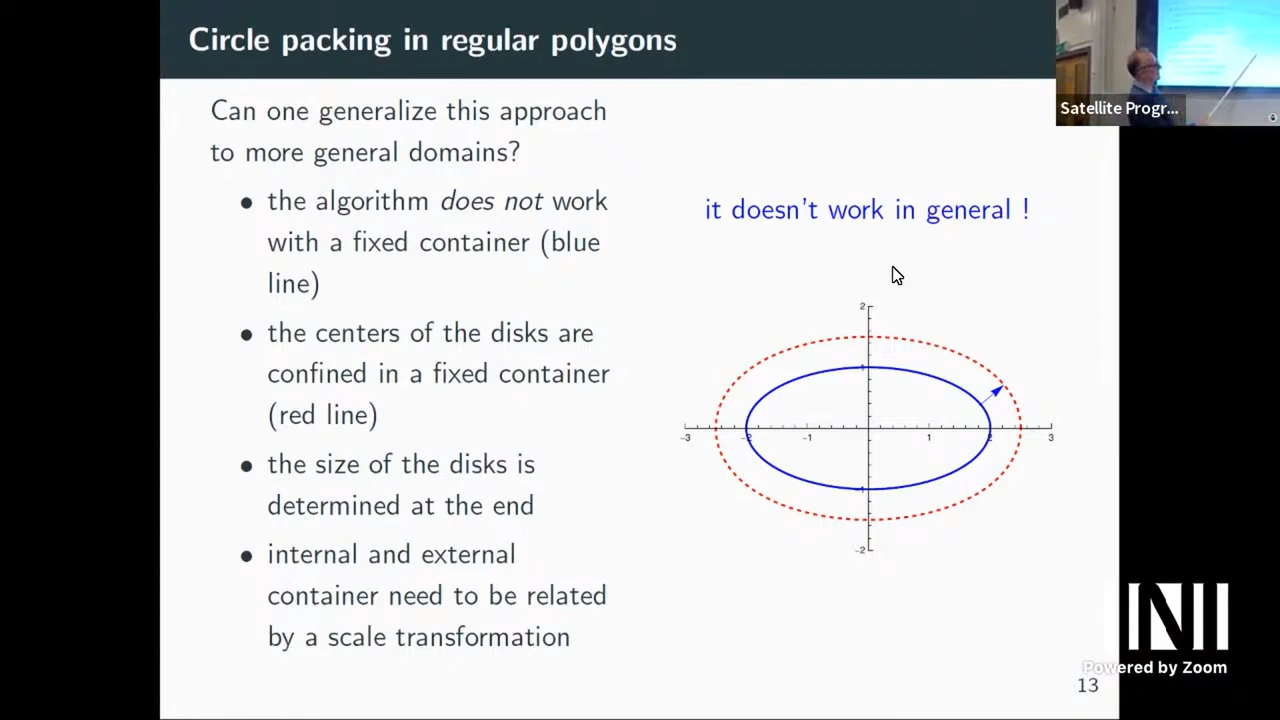 Circle packing in regular polygons
Can one generalize this approach
to more general domains?
• the algorithm does not work
with a fixed container (blue
line)
• the centers of the disks are
confined in a fixed container
(red line)
• the size of the disks is
determined at the end
• internal and external
container need to be related
by a scale transformation
it doesn't work in general !
2
1
-3 -2 -1 1 2 3
-1
-2
Satellite Progr...
INI
Powered by Zoom
13